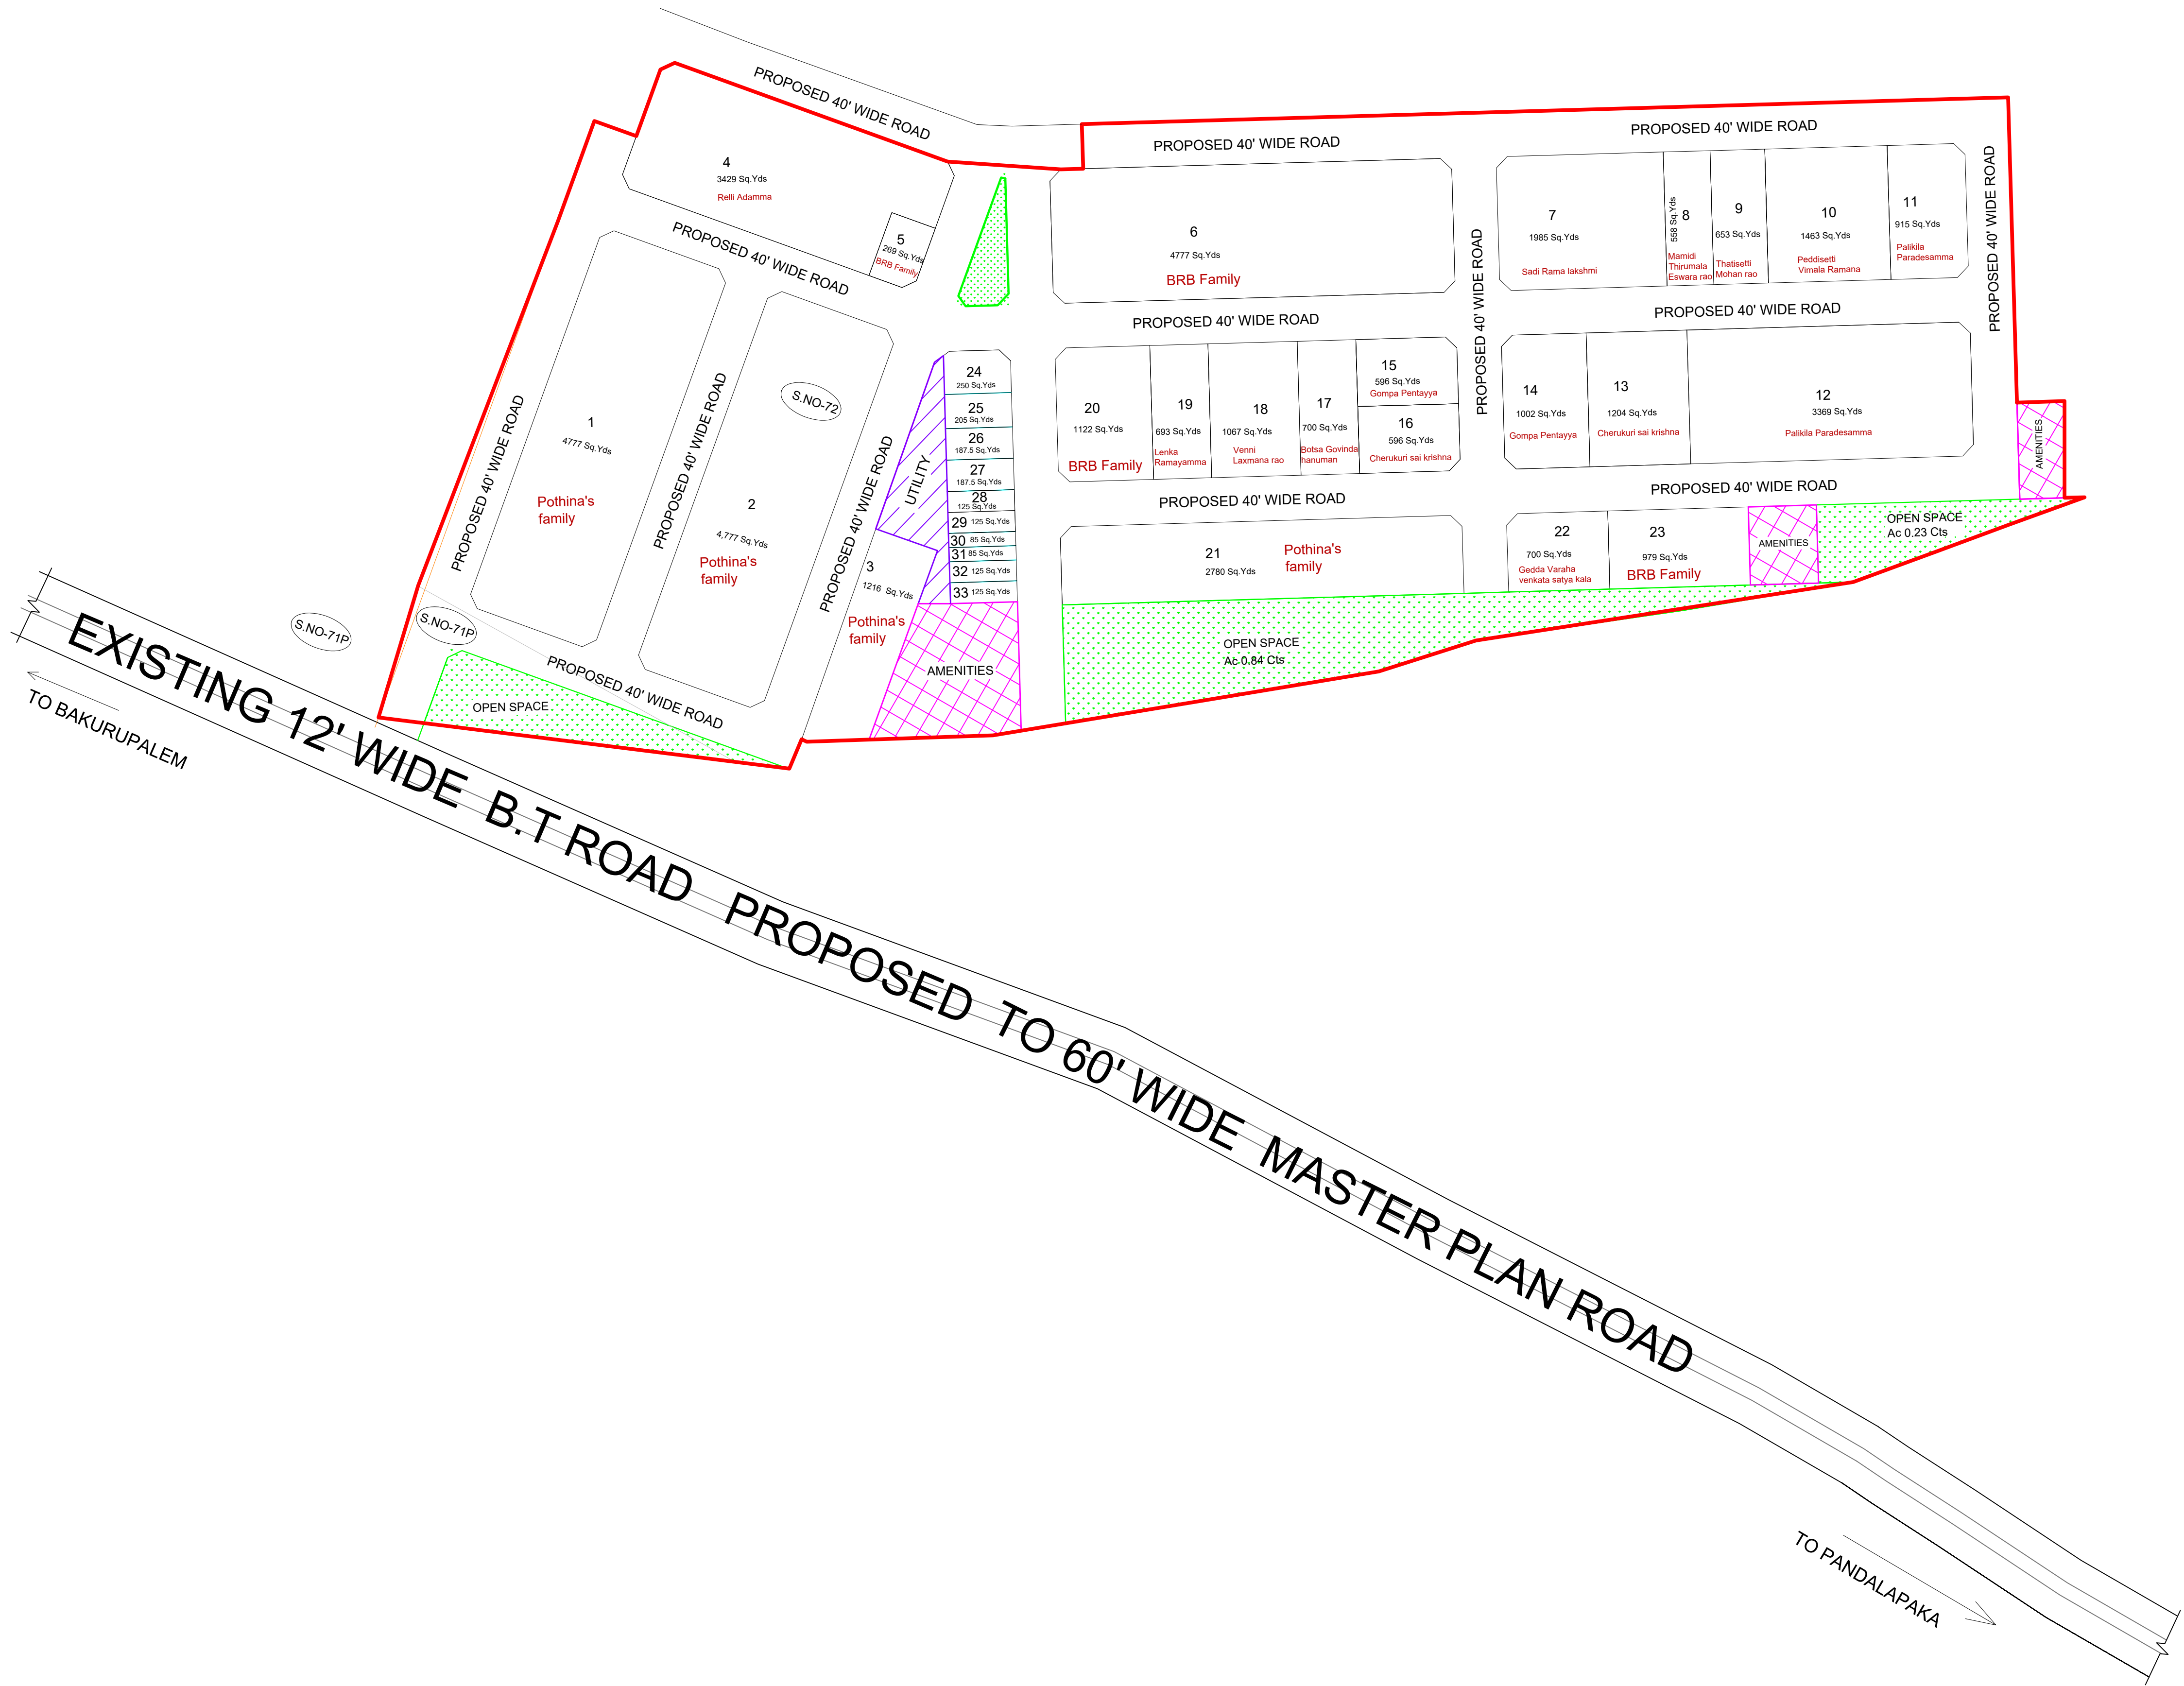 PROPOSED 40' WIDE ROAD
4
3429 Sq.Yds
Relli Adamma
5
269 Sq.Yds
BRB Family
PROPOSED 40' WIDE ROAD
PROPOSED 40' WIDE ROAD
1
4777 Sq.Yds
Pothina's
family
PROPOSED 40' WIDE ROAD
S.NO-72
2
4,777 Sq.Yds
Pothina's
family
PROPOSED 40' WIDE ROAD
3
1216 Sq.Yds
Pothina's
family
UTILITY
24
250 Sq.Yds
25
205 Sq.Yds
26
187.5 Sq.Yds
27
187.5 Sq.Yds
28
125 Sq.Yds
29 125 Sq.Yds
30 85 Sq.Yds
31 85 Sq.Yds
32 125 Sq.Yds
33 125 Sq.Yds
AMENITIES
PROPOSED 40' WIDE ROAD
OPEN SPACE
S.NO-71P
S.NO-71P
PROPOSED 40' WIDE ROAD
6
4777 Sq.Yds
BRB Family
PROPOSED 40' WIDE ROAD
20
1122 Sq.Yds
BRB Family
19
693 Sq.Yds
Lenka
Ramayamma
18
1067 Sq.Yds
Venni
Laxmana rao
17
700 Sq.Yds
Botsa Govinda
hanuman
15
596 Sq.Yds
Gompa Pentayya
16
596 Sq.Yds
Cherukuri sai krishna
PROPOSED 40' WIDE ROAD
21
2780 Sq.Yds
Pothina's
family
OPEN SPACE
Ac 0.84 Cts
PROPOSED 40' WIDE ROAD
PROPOSED 40' WIDE ROAD
7
1985 Sq.Yds
Sadi Rama lakshmi
8
558 Sq.Yds
Mamidi
Thirumala
Eswara rao
9
653 Sq.Yds
Thatisetti
Mohan rao
10
1463 Sq.Yds
Peddisetti
Vimala Ramana
11
915 Sq.Yds
Palikila
Paradesamma
PROPOSED 40' WIDE ROAD
PROPOSED 40' WIDE ROAD
14
1002 Sq.Yds
Gompa Pentayya
13
1204 Sq.Yds
Cherukuri sai krishna
12
3369 Sq.Yds
Palikila Paradesamma
AMENITIES
PROPOSED 40' WIDE ROAD
22
700 Sq.Yds
Gedda Varaha
venkata satya kala
23
979 Sq.Yds
BRB Family
AMENITIES
OPEN SPACE
Ac 0.23 Cts
EXISTING 12' WIDE B.T ROAD PROPOSED TO 60' WIDE MASTER PLAN ROAD
TO BAKURUPALEM
TO PANDALAPAKA